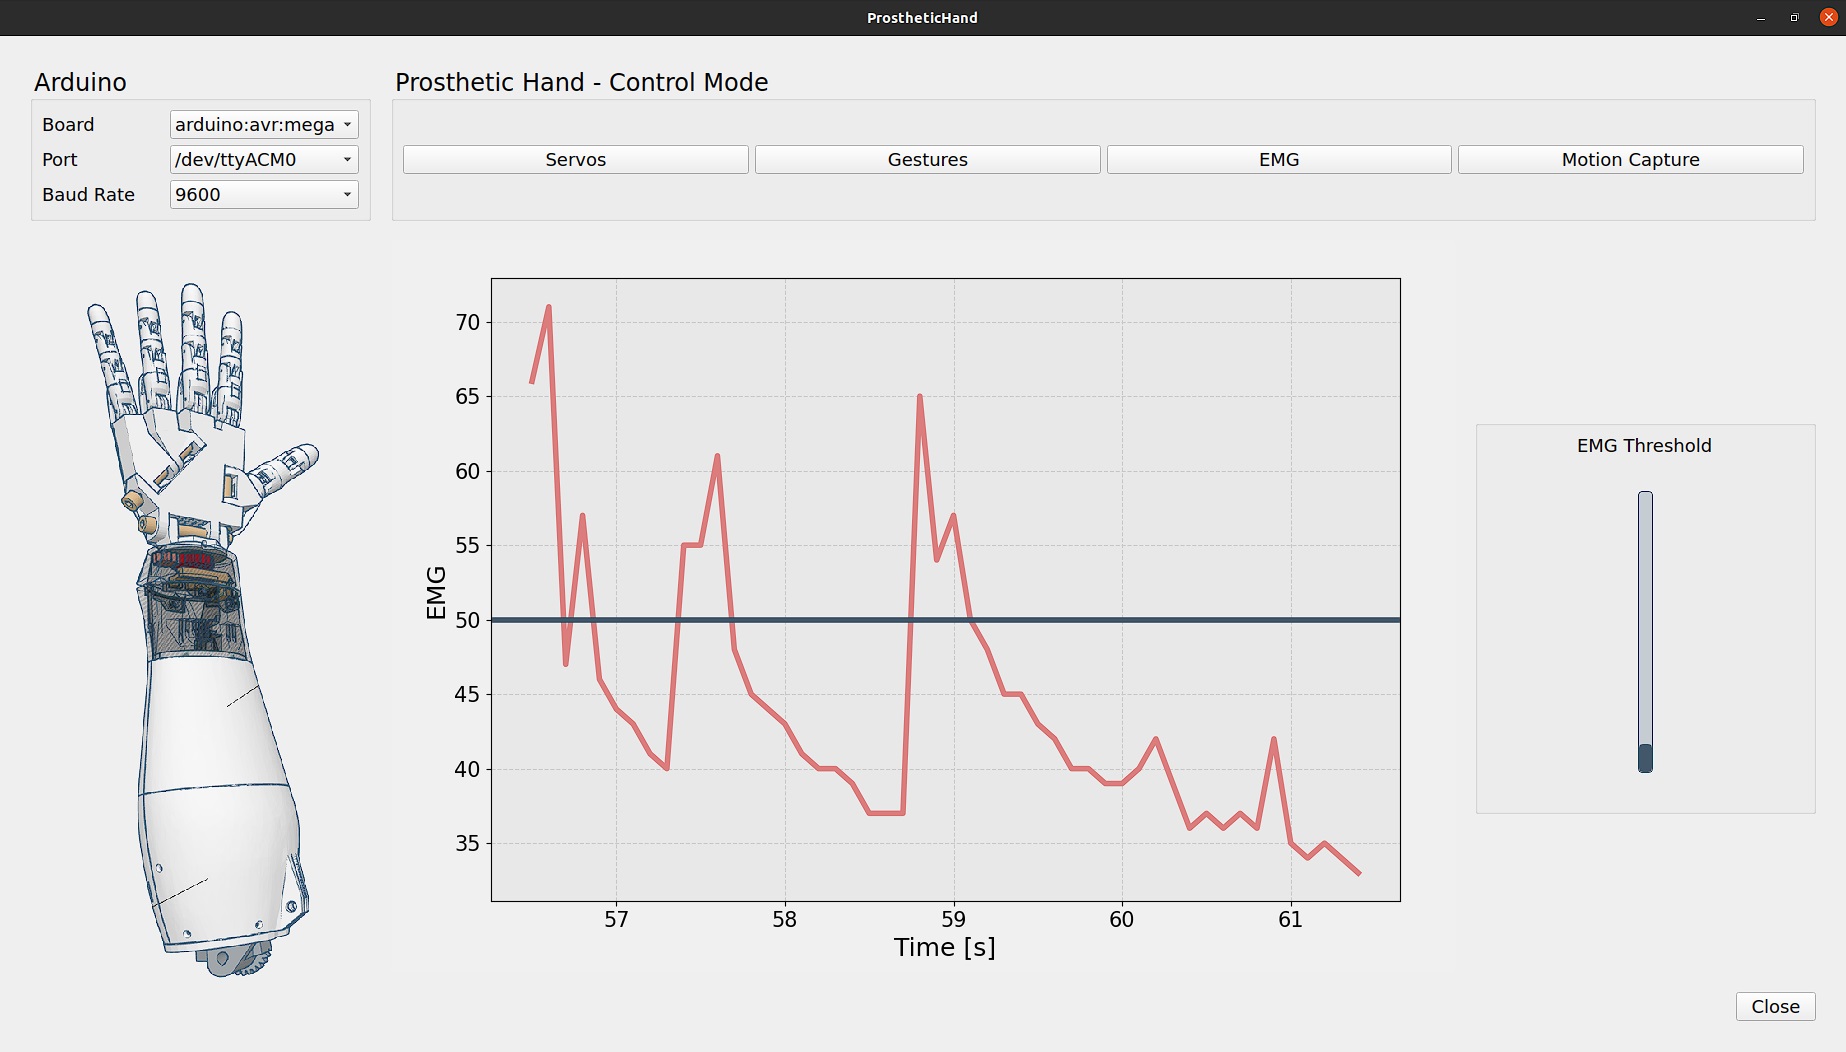 ProstheticHand
Arduino
Board
arduino:avr:mega
Port
/dev/ttyACM0
Baud Rate
9600
Prosthetic Hand - Control Mode
Servos
Gestures
EMG
Motion Capture
EMG
70
65
60
55
50
45
40
35
57
58
59
60
61
Time [s]
EMG Threshold
Close